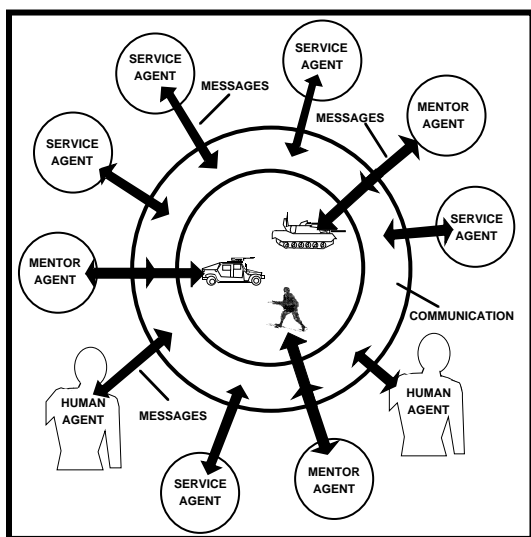 SERVICE
AGENT
SERVICE
AGENT
MESSAGES
MESSAGES
MENTOR
AGENT
SERVICE
AGENT
SERVICE
AGENT
MENTOR
AGENT
COMMUNICATION
HUMAN
AGENT
MESSAGES
HUMAN
AGENT
SERVICE
AGENT
MENTOR
AGENT